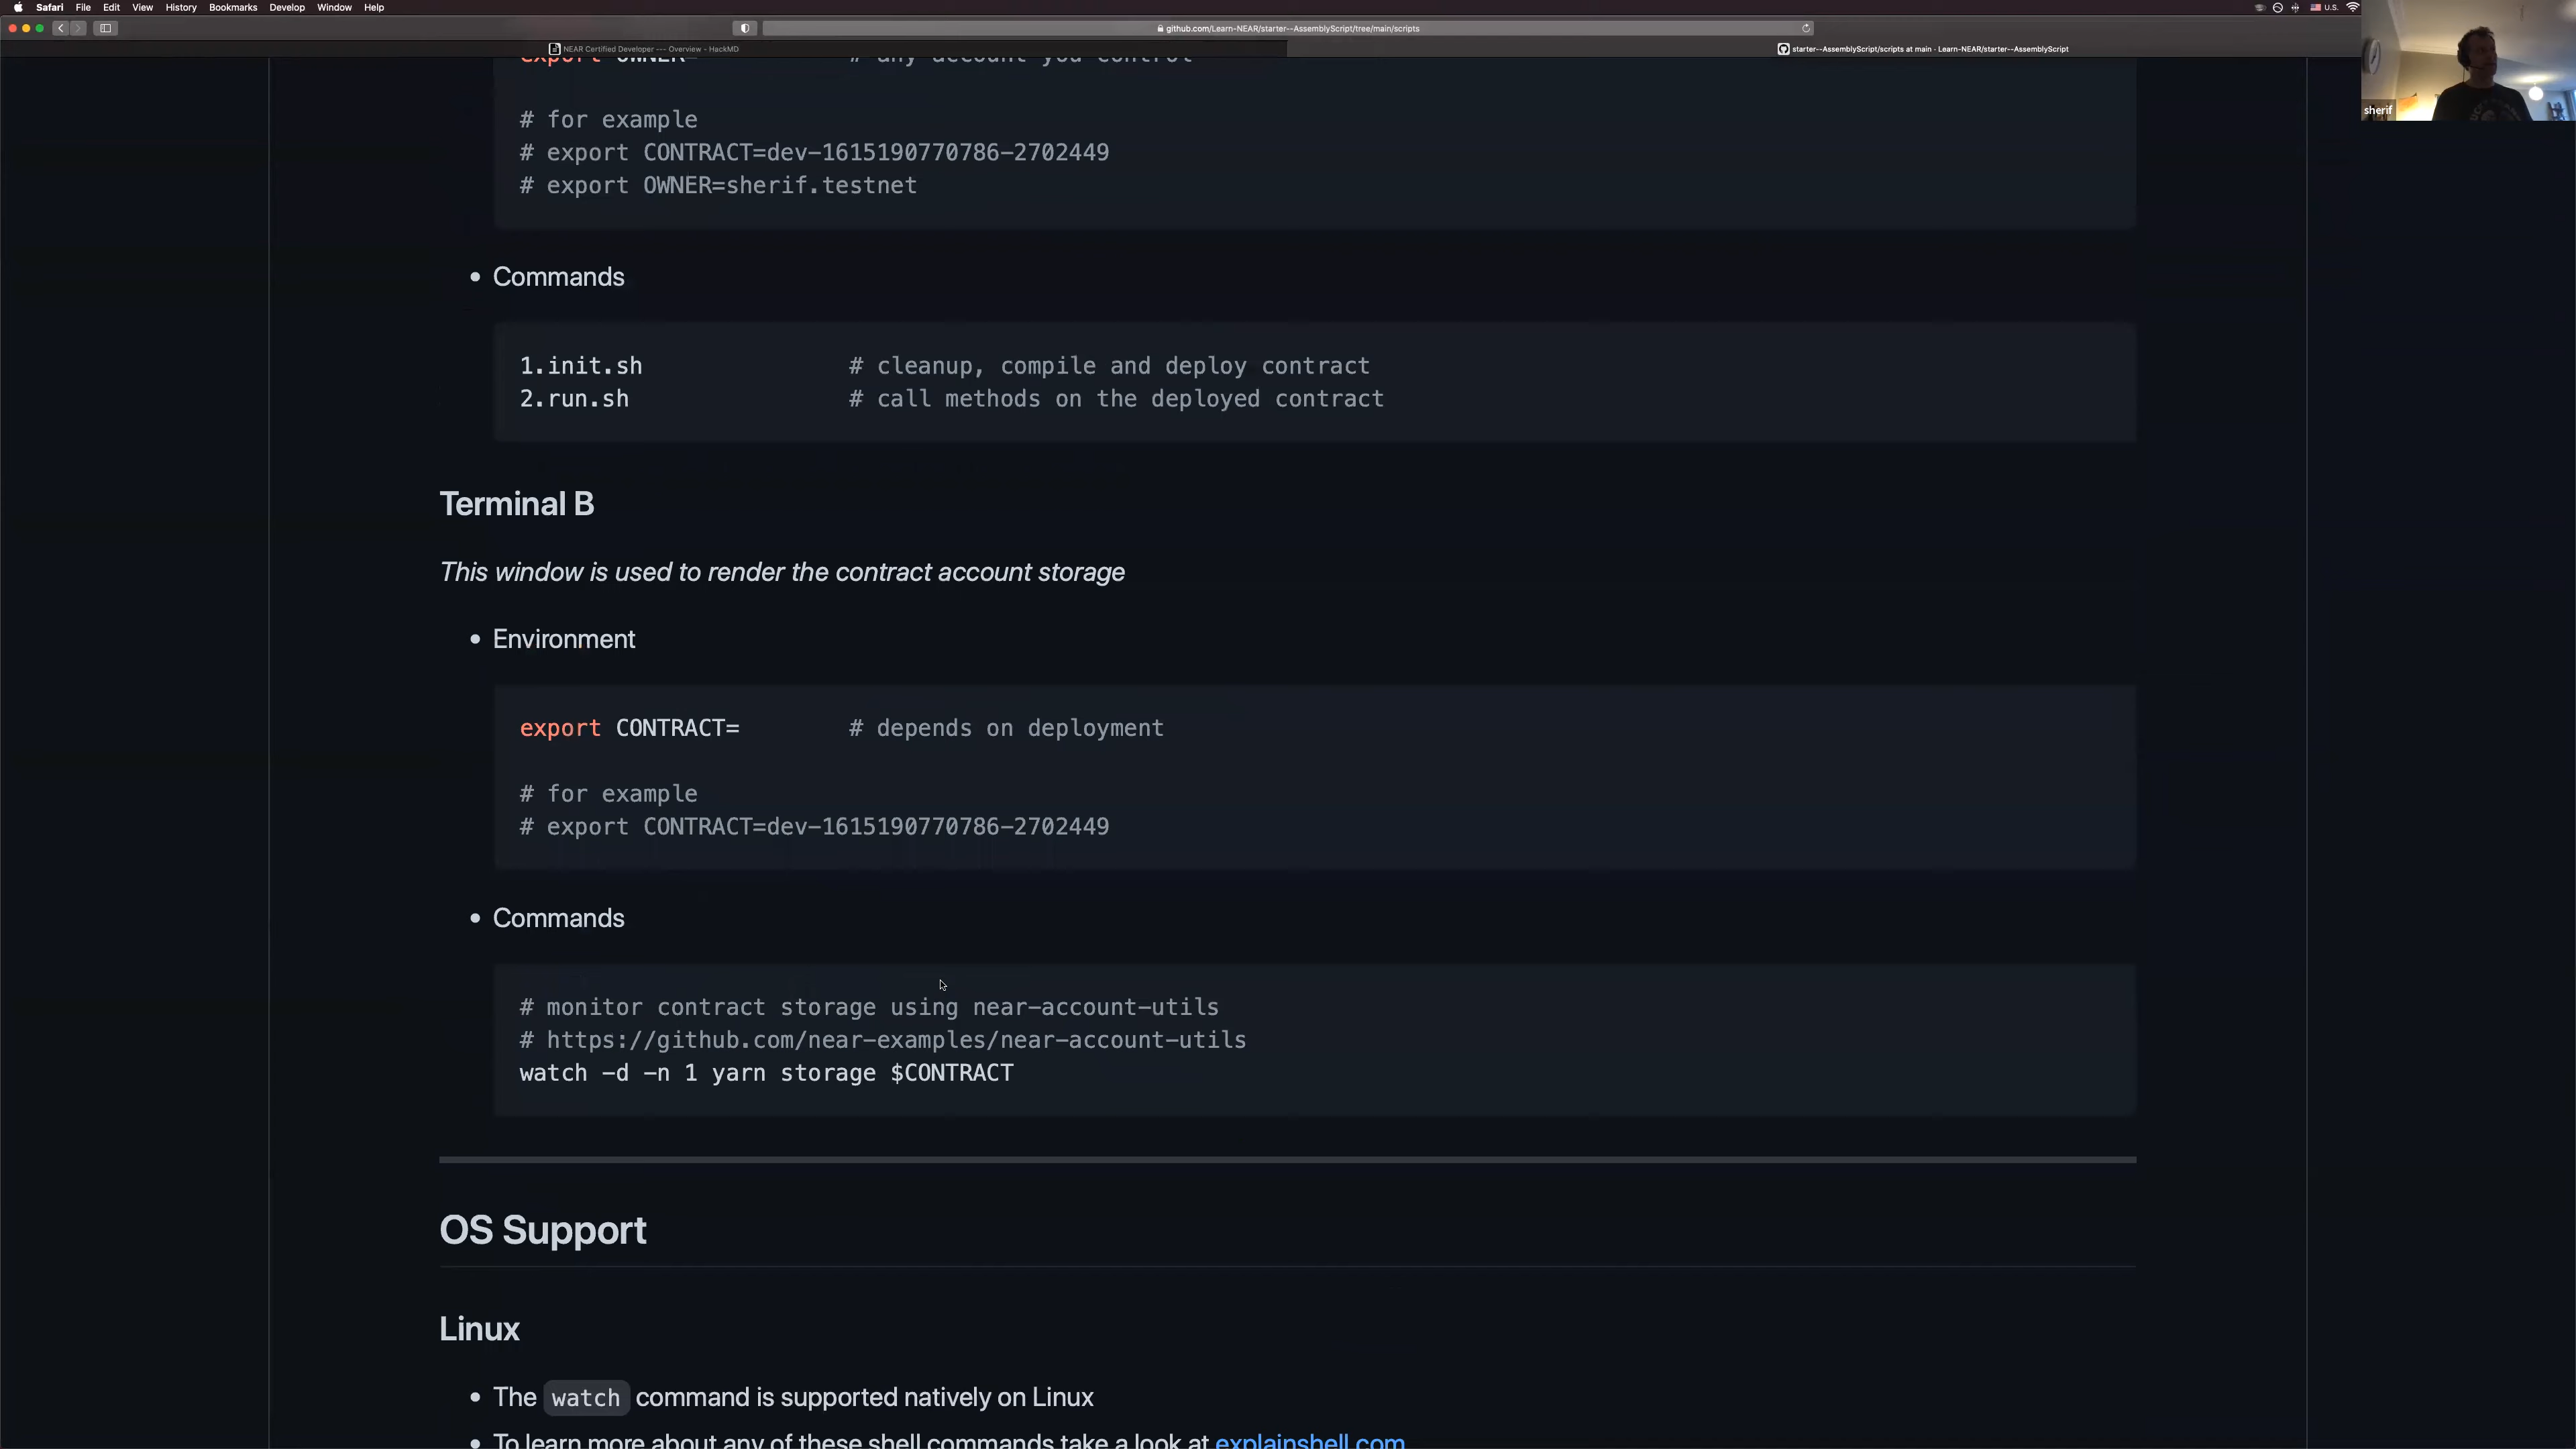 Safari File Edit View History Bookmarks Develop Window Help
U.S.
github.com/Learn-NEAR/starter--AssemblyScript/tree/main/scripts
NEAR Certified Developer --- Overview - HackMD
starter--AssemblyScript/scripts at main · Learn-NEAR/starter--AssemblyScript
sherif
export OWNER= # any account you control
# for example
# export CONTRACT=dev-1615190770786-2702449
# export OWNER=sherif.testnet
• Commands
1.init.sh # cleanup, compile and deploy contract
2.run.sh # call methods on the deployed contract
Terminal B
This window is used to render the contract account storage
• Environment
export CONTRACT= # depends on deployment
# for example
# export CONTRACT=dev-1615190770786-2702449
• Commands
# monitor contract storage using near-account-utils
# https://github.com/near-examples/near-account-utils
watch -d -n 1 yarn storage $CONTRACT
OS Support
Linux
• The watch command is supported natively on Linux
• To learn more about any of these shell commands take a look at explainshell.com